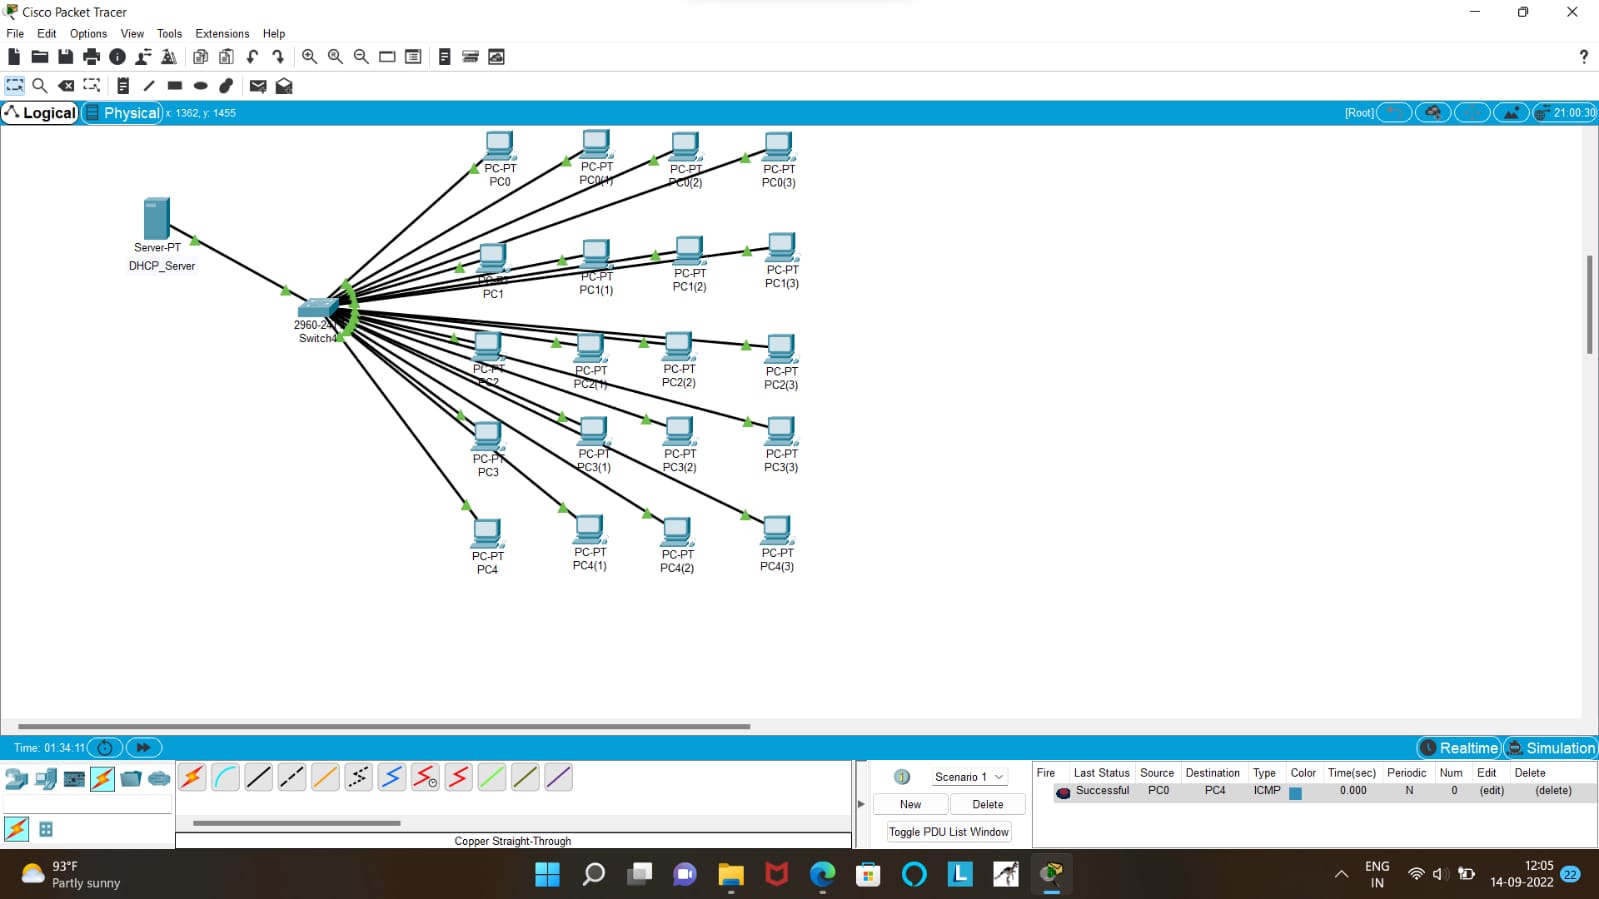 Cisco Packet Tracer
File Edit Options View Tools Extensions Help
?
Logical Physical x: 1362, y: 1455 [Root] 21:00:30
PC-PT
PC0
PC-PT
PC0(1)
PC-PT
PC0(2)
PC-PT
PC0(3)
Server-PT
DHCP_Server
PC1
PC-PT
PC1(1)
PC-PT
PC1(2)
PC-PT
PC1(3)
2960-24
Switch4
PC-PT
PC2
PC-PT
PC2(1)
PC-PT
PC2(2)
PC-PT
PC2(3)
PC-PT
PC3
PC-PT
PC3(1)
PC-PT
PC3(2)
PC-PT
PC3(3)
PC-PT
PC4
PC-PT
PC4(1)
PC-PT
PC4(2)
PC-PT
PC4(3)
Time: 01:34:11 Realtime Simulation
Scenario 1
New Delete
Toggle PDU List Window
Fire Last Status Source Destination Type Color Time(sec) Periodic Num Edit Delete
Successful PC0 PC4 ICMP 0.000 N 0 (edit) (delete)
Copper Straight-Through
93°F
Partly sunny
L
ENG
IN
12:05
14-09-2022
22